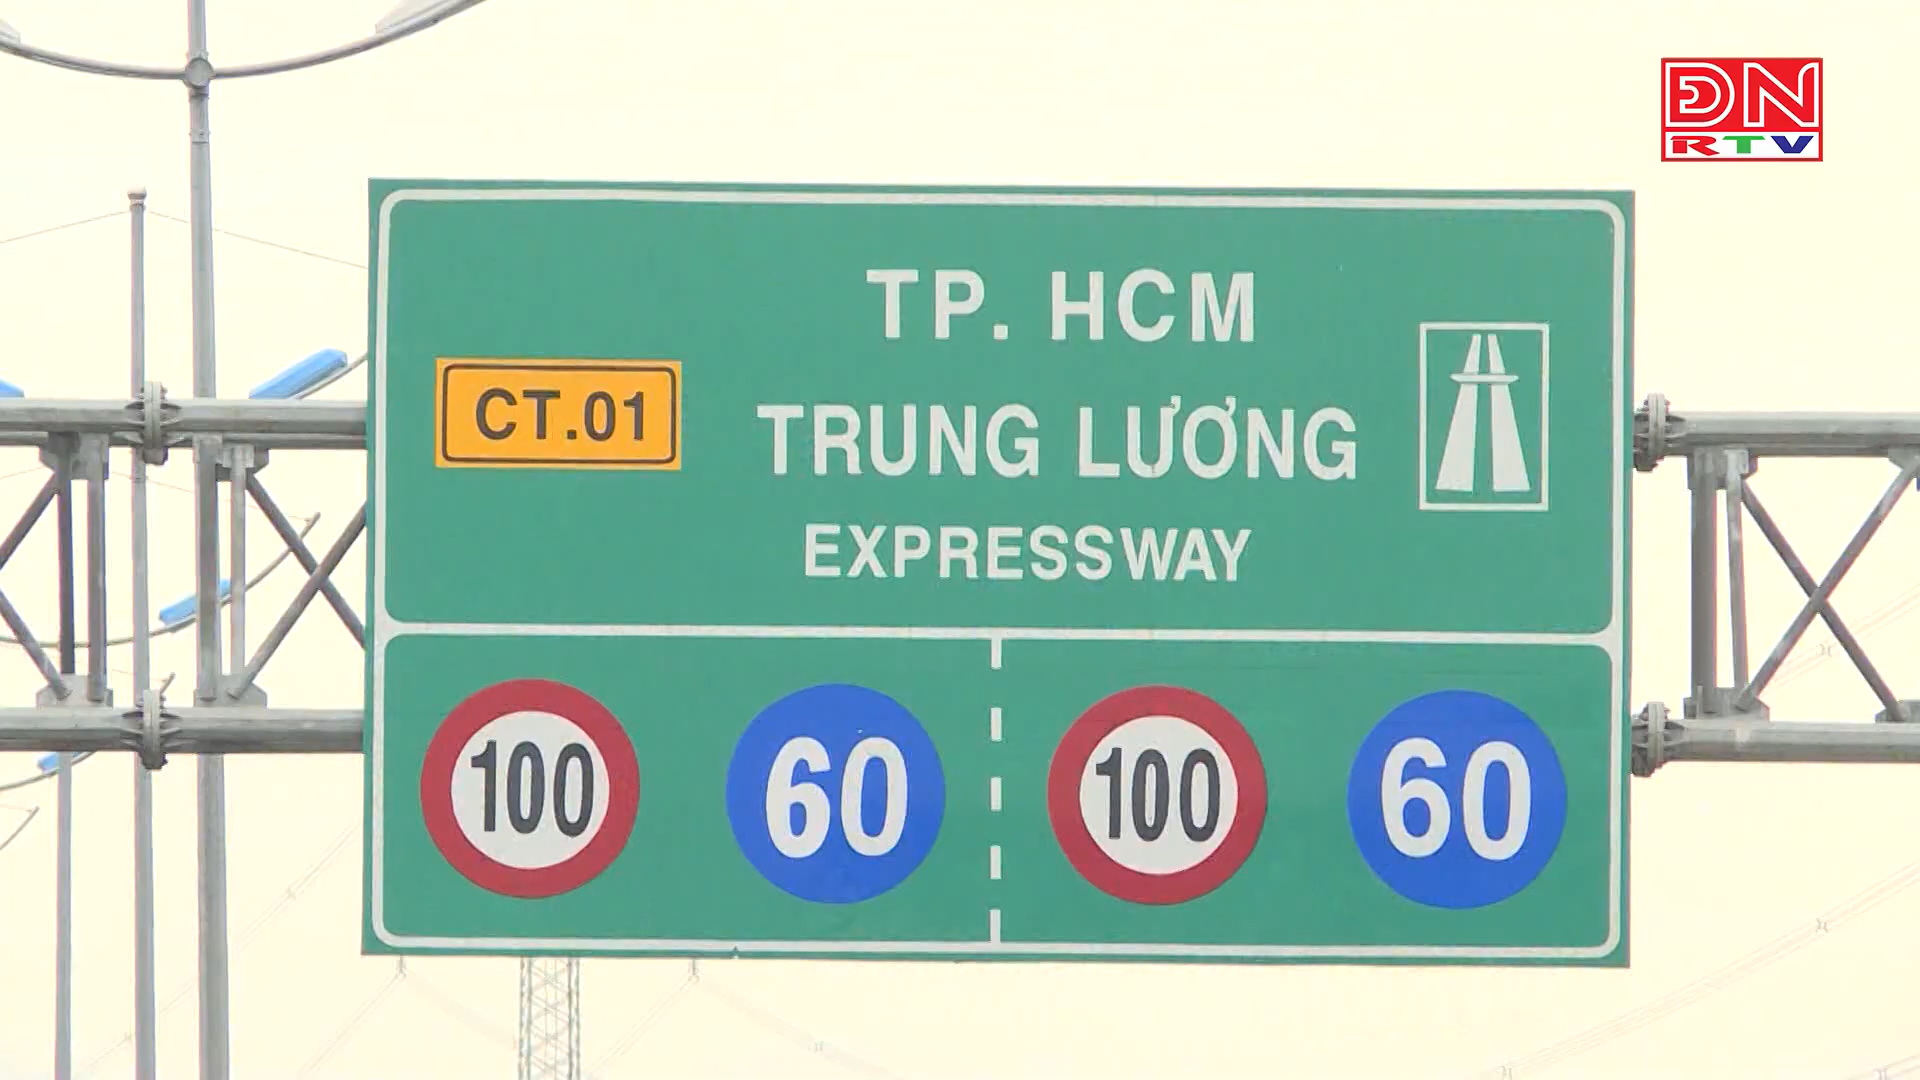 ĐN
RTV
TP. HCM
CT.01
TRUNG LƯƠNG
EXPRESSWAY
100 60 100 60